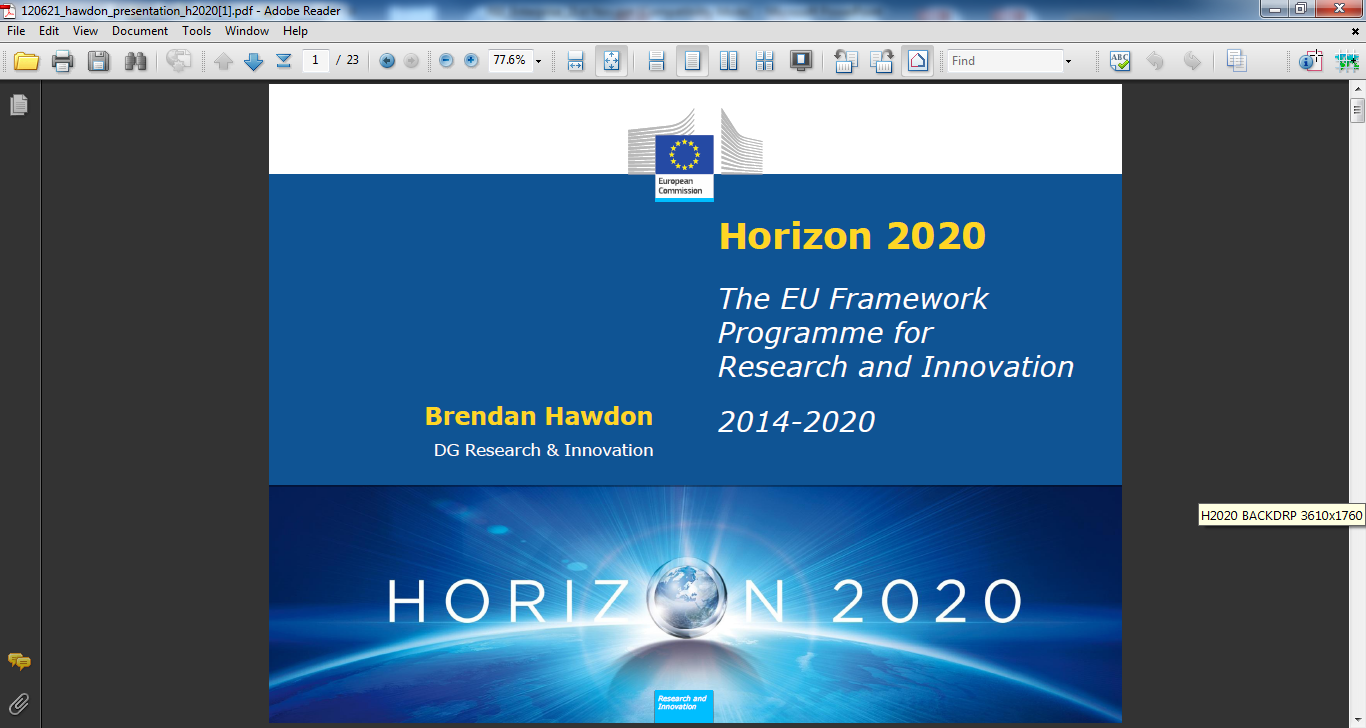 120621_hawdon_presentation_h2020[1].pdf - Adobe Reader
File Edit View Document Tools Window Help
1 / 23 77.6% Find
European
Commission
Horizon 2020
The EU Framework
Programme for
Research and Innovation
2014-2020
Brendan Hawdon
DG Research & Innovation
H2020 BACKDRP 3610x1760
HORIZON 2020
Research and
Innovation